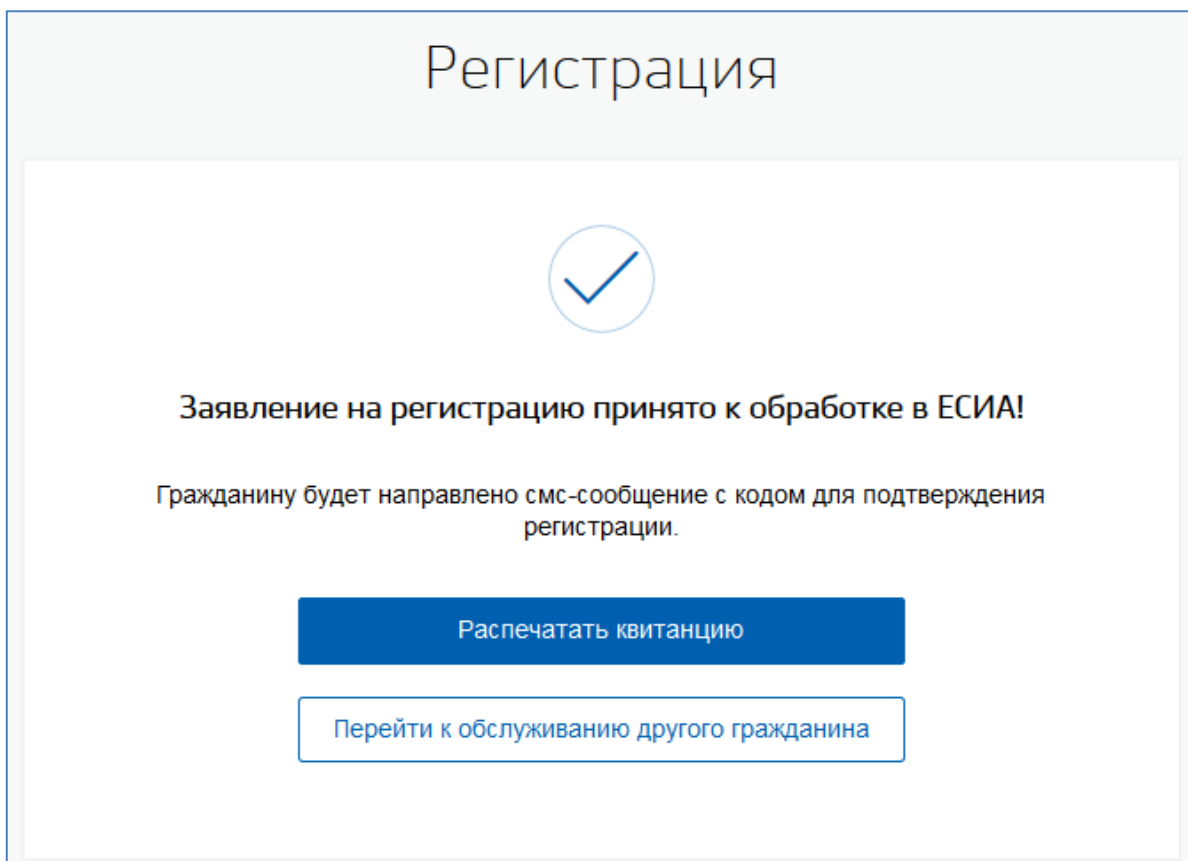 Регистрация
Заявление на регистрацию принято к обработке в ЕСИА!
Гражданину будет направлено смс-сообщение с кодом для подтверждения
регистрации.
Распечатать квитанцию
Перейти к обслуживанию другого гражданина